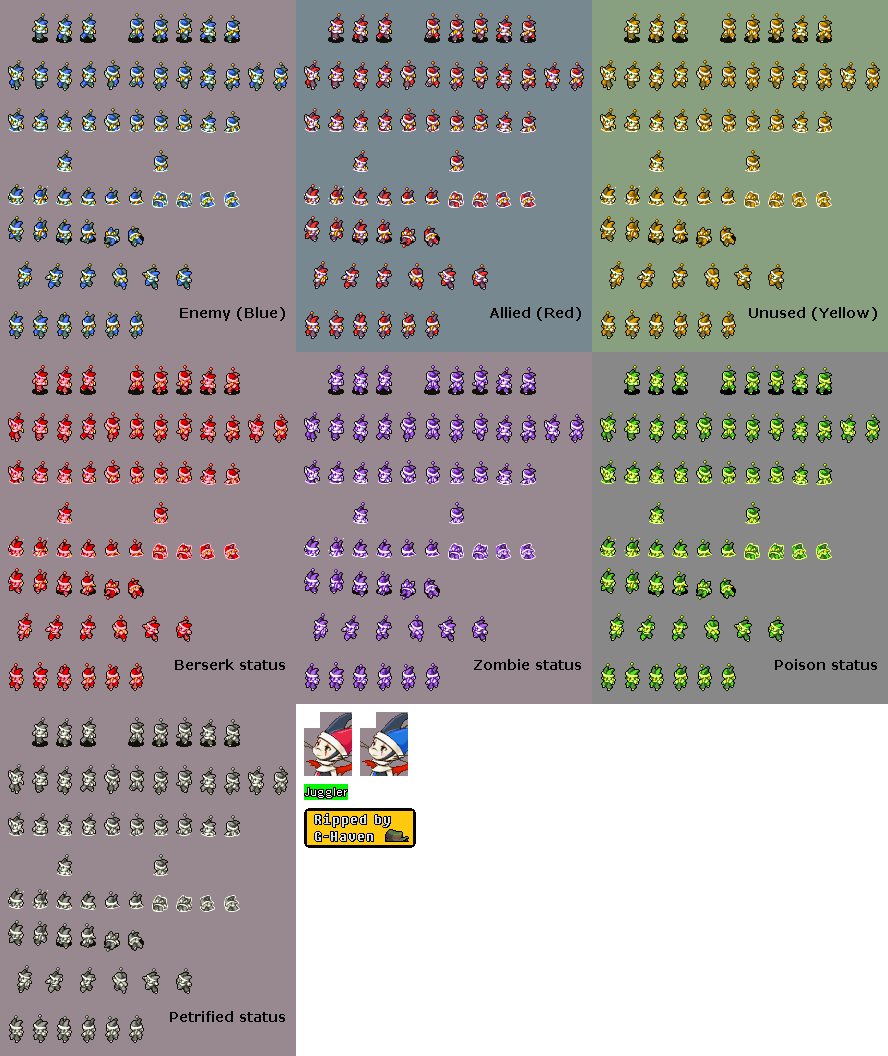 Enemy (Blue)
Allied (Red)
Unused (Yellow)
Berserk status
Zombie status
Poison status
Petrified status
Juggler
Ripped by
G-Haven